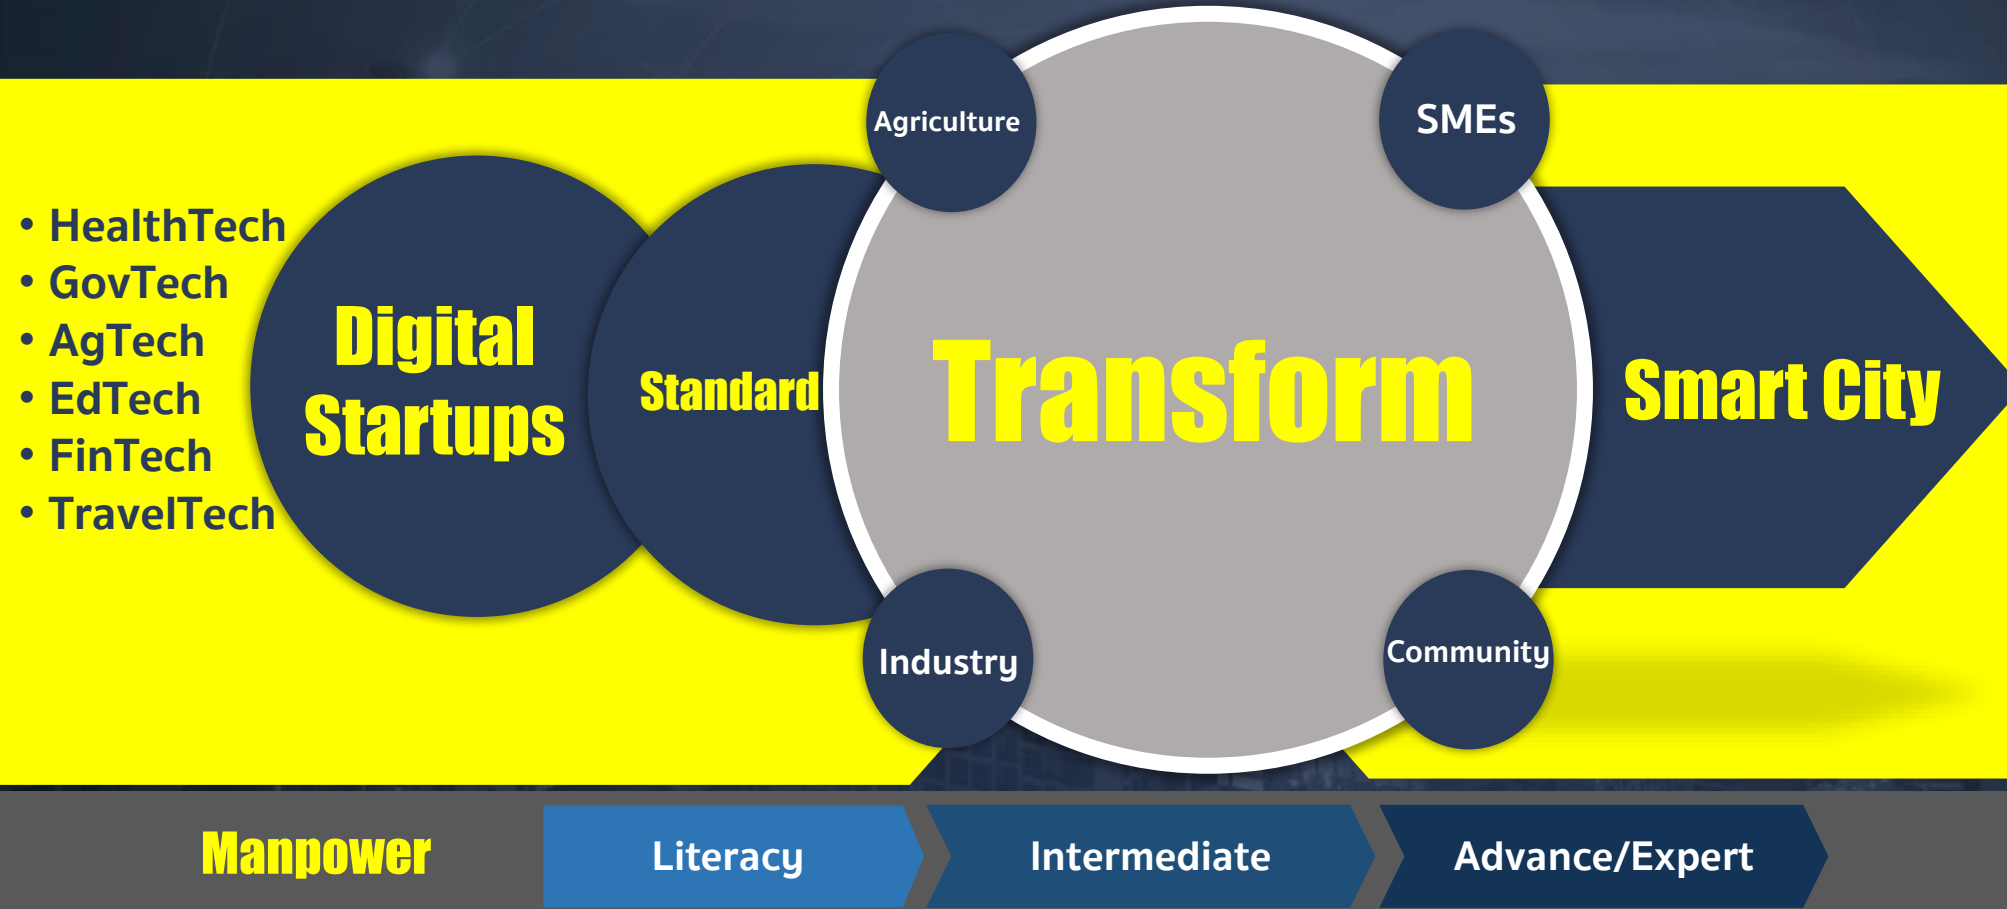 • HealthTech
• GovTech
• AgTech
• EdTech
• FinTech
• TravelTech
Digital
Startups
Standard
Agriculture
SMEs
Transform
Industry
Community
Smart City
Manpower
Literacy
Intermediate
Advance/Expert